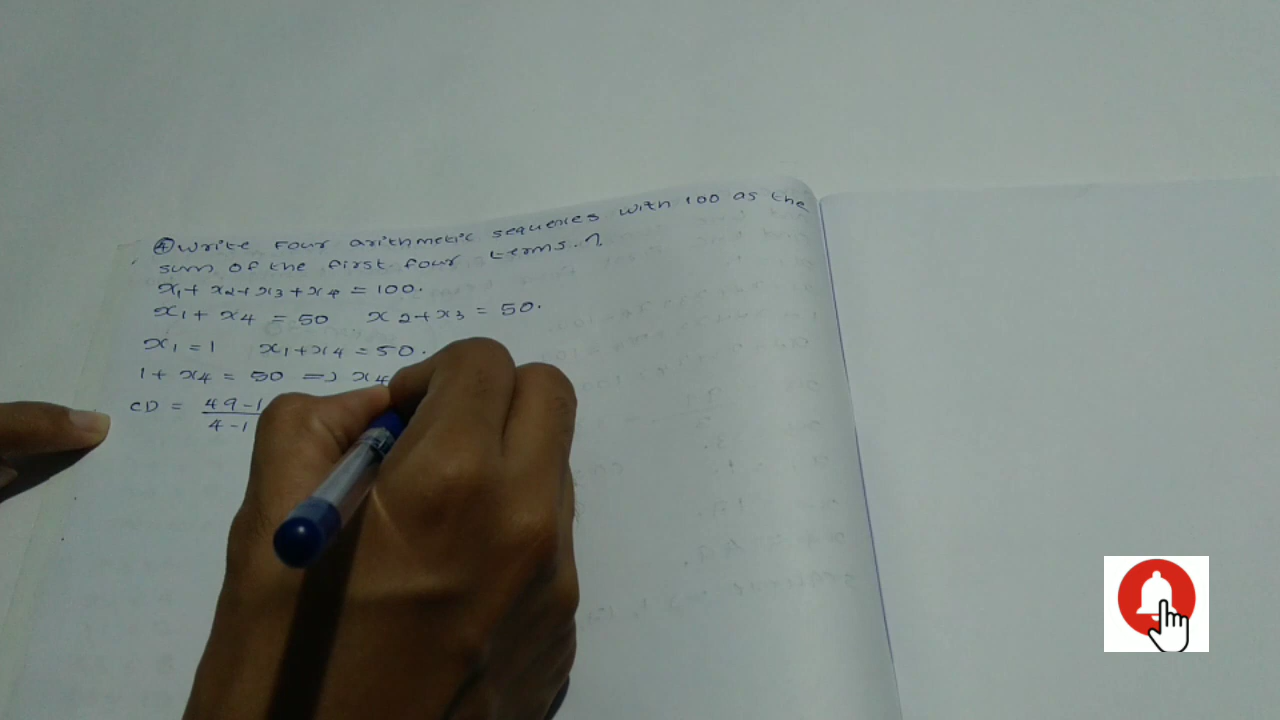 ④ Write Four arithmetic sequences with 100 as the
sum of the first four terms.?
x₁ + x₂ + x₃ + x₄ = 100.
x₁ + x₄ = 50 x₂ + x₃ = 50.
x₁ = 1 x₁ + x₄ = 50.
1 + x₄ = 50 => x₄
CD = 49-1
4-1